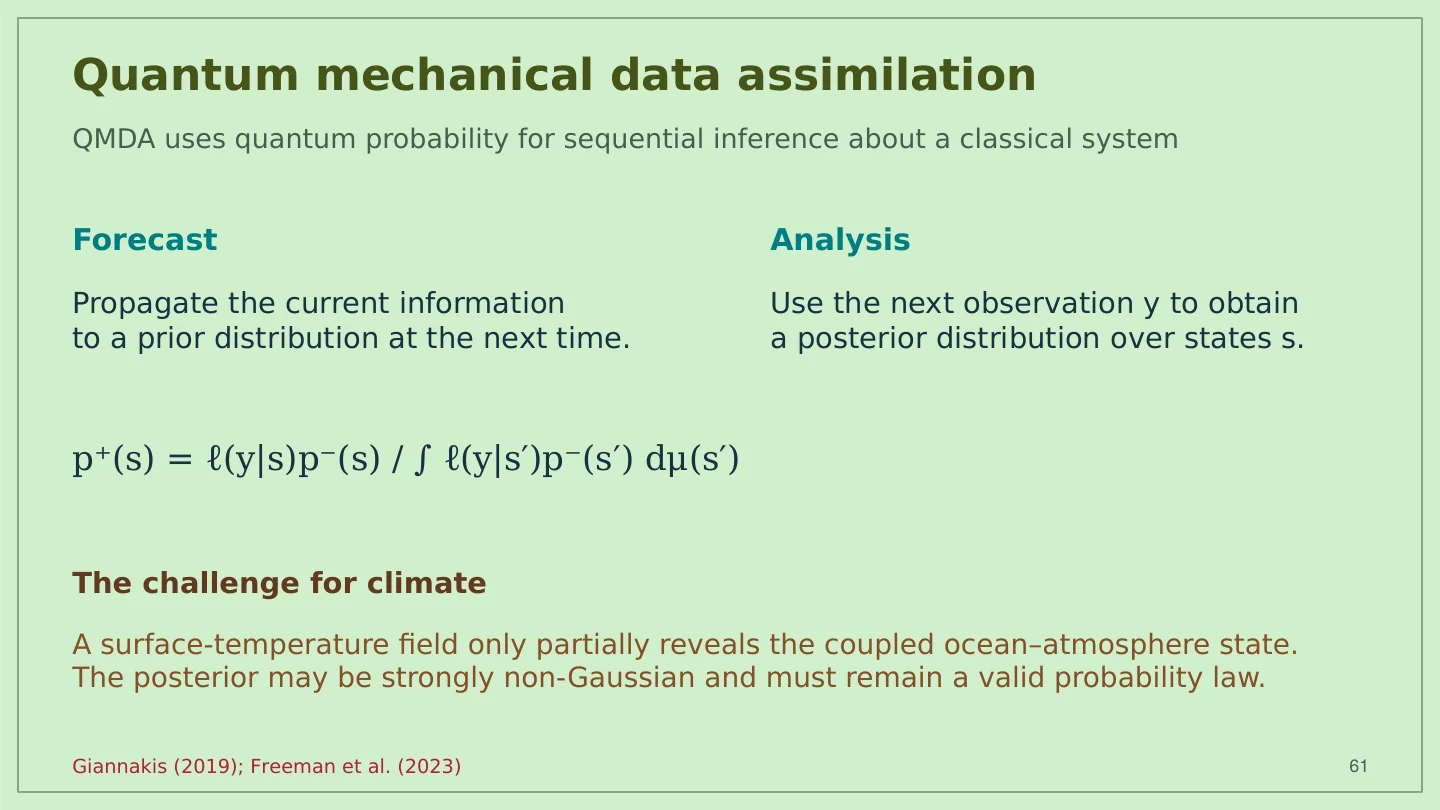 Quantum mechanical data assimilation
QMDA uses quantum probability for sequential inference about a classical system
Forecast
Propagate the current information
to a prior distribution at the next time.
Analysis
Use the next observation y to obtain
a posterior distribution over states s.
p⁺(s) = ℓ(y|s)p⁻(s) / ∫ ℓ(y|s′)p⁻(s′) dμ(s′)
The challenge for climate
A surface-temperature field only partially reveals the coupled ocean–atmosphere state.
The posterior may be strongly non-Gaussian and must remain a valid probability law.
Giannakis (2019); Freeman et al. (2023)
61